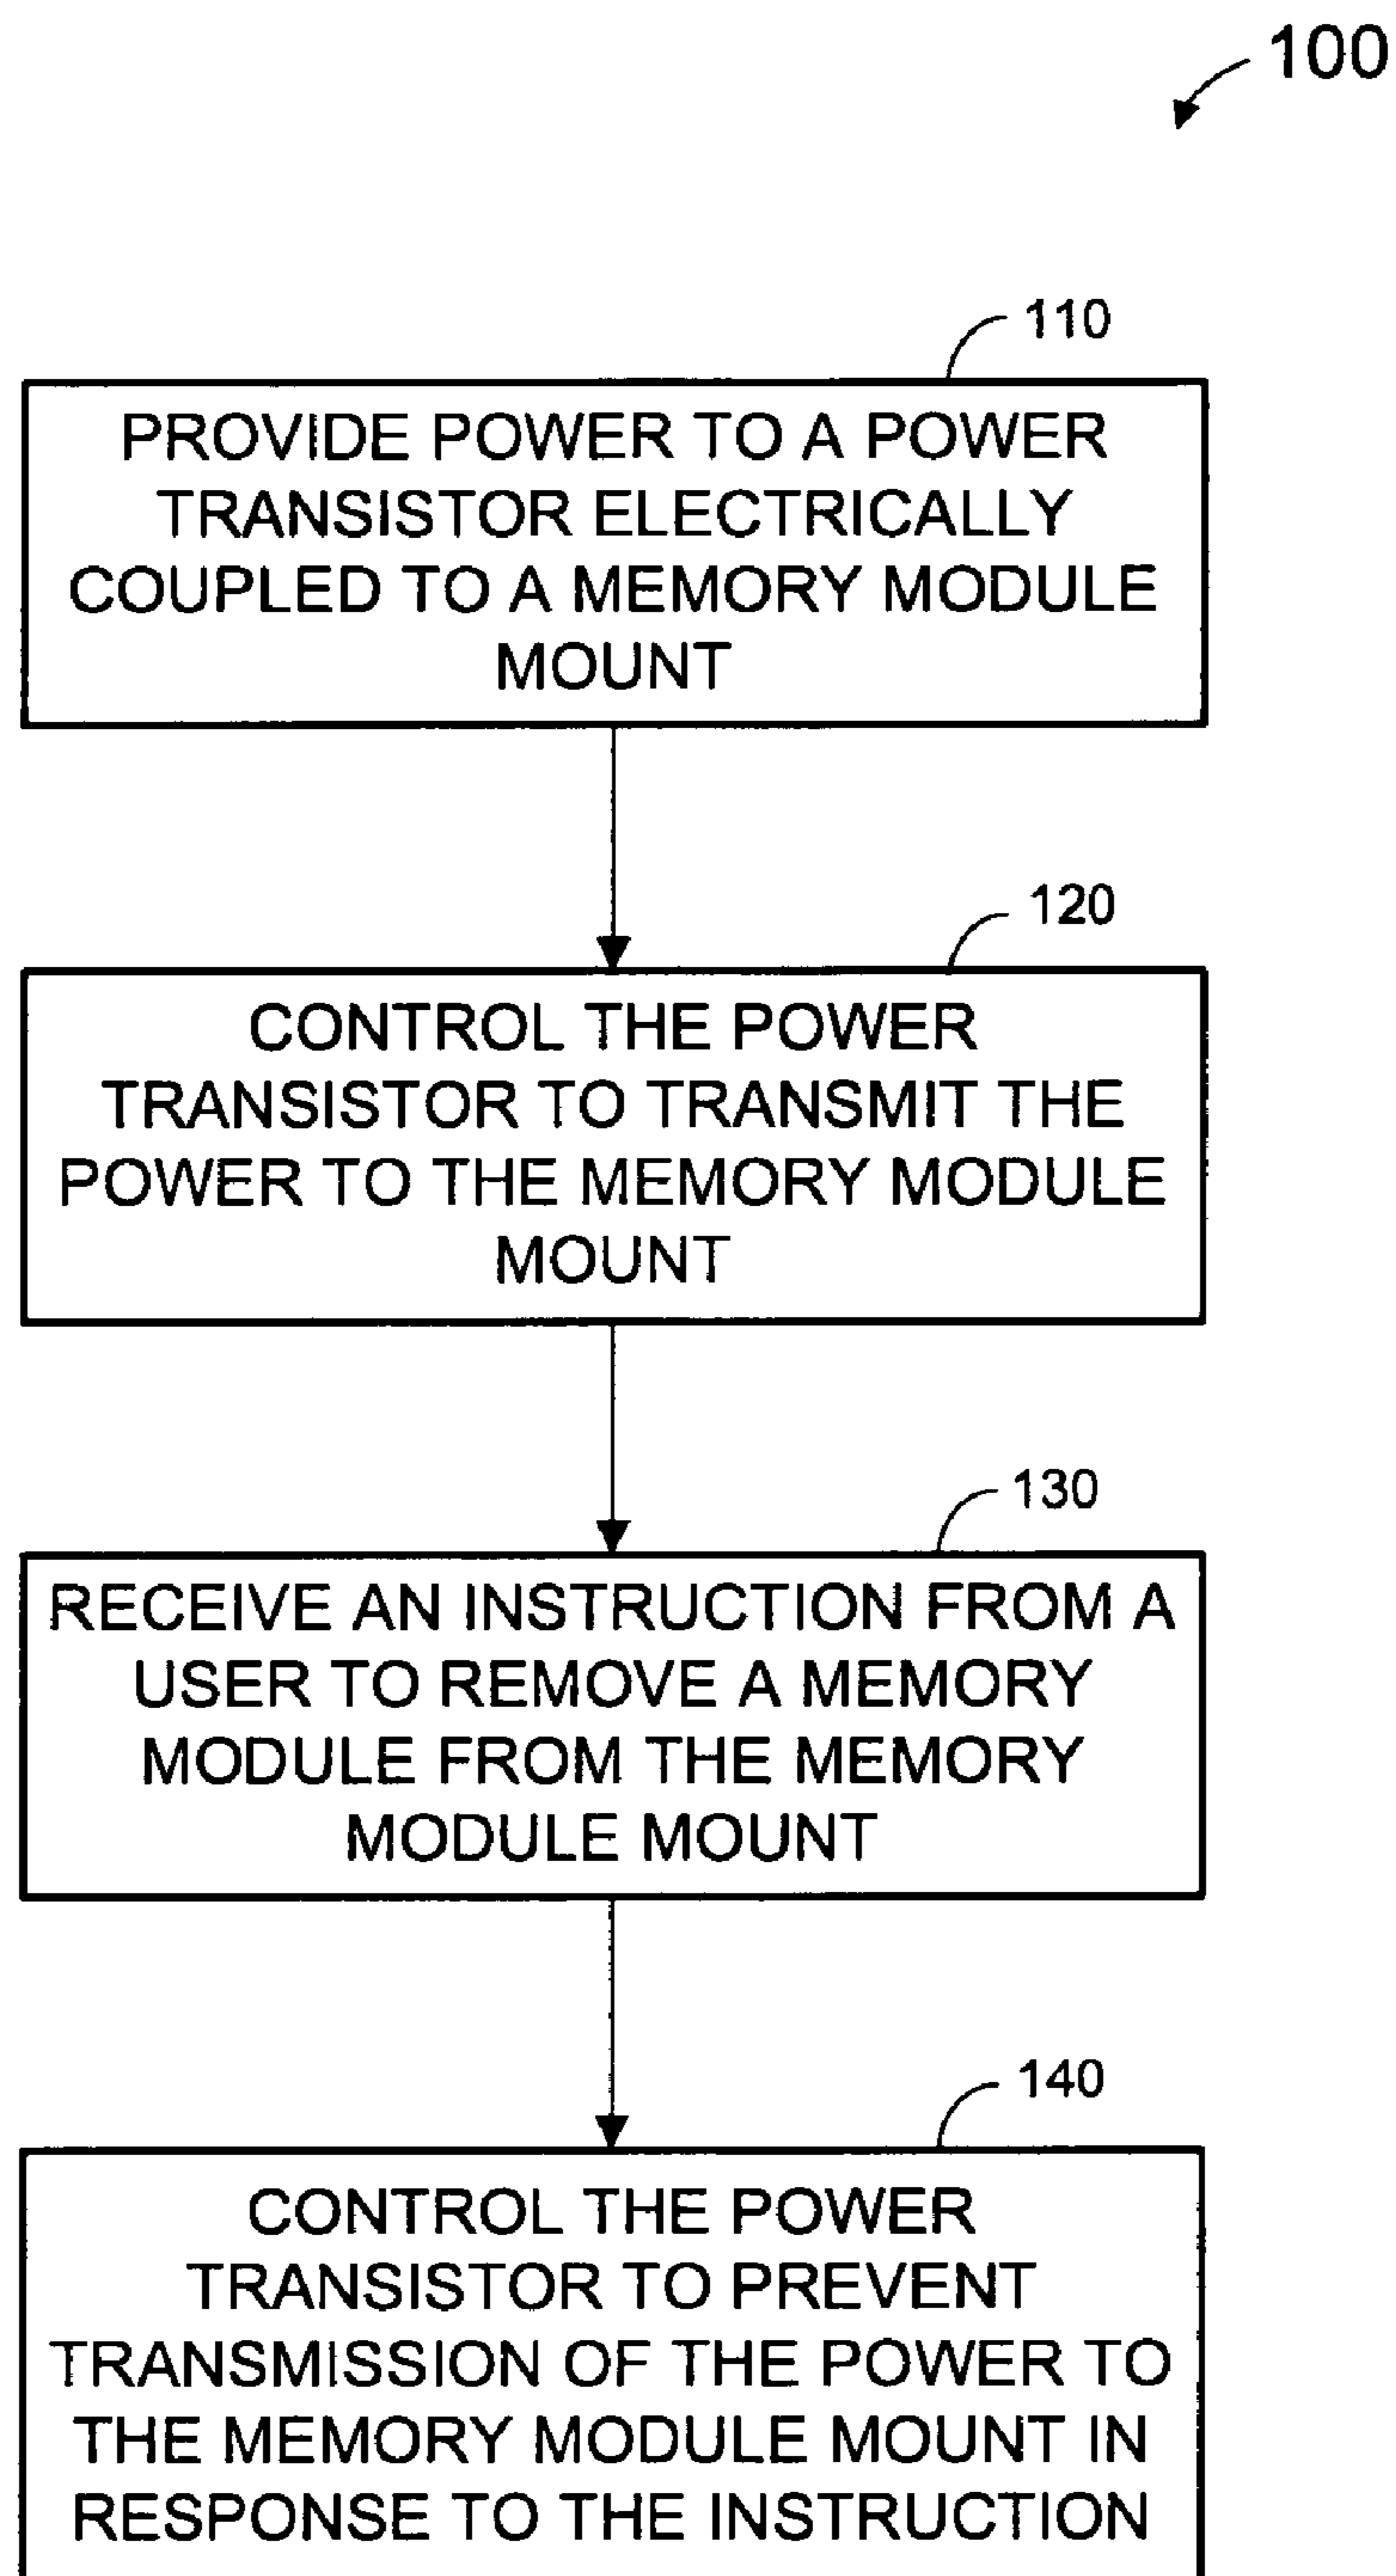 100
110
PROVIDE POWER TO A POWER
TRANSISTOR ELECTRICALLY
COUPLED TO A MEMORY MODULE
MOUNT
120
CONTROL THE POWER
TRANSISTOR TO TRANSMIT THE
POWER TO THE MEMORY MODULE
MOUNT
130
RECEIVE AN INSTRUCTION FROM A
USER TO REMOVE A MEMORY
MODULE FROM THE MEMORY
MODULE MOUNT
140
CONTROL THE POWER
TRANSISTOR TO PREVENT
TRANSMISSION OF THE POWER TO
THE MEMORY MODULE MOUNT IN
RESPONSE TO THE INSTRUCTION